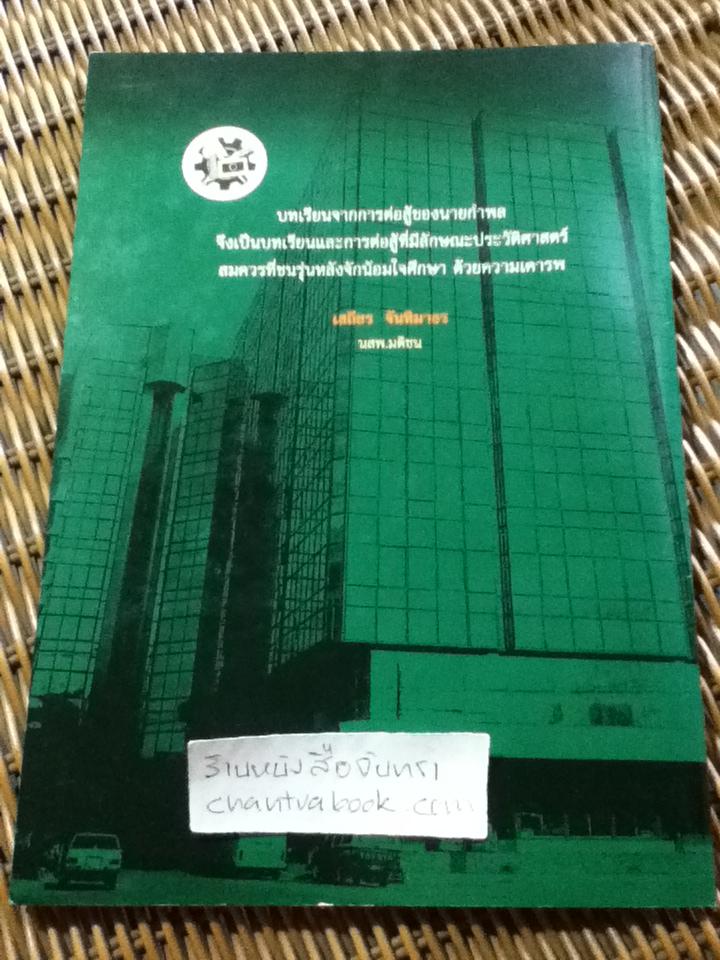 บทเรียนจากการต่อสู้ของนายกำพล
จึงเป็นบทเรียนและการต่อสู้ที่มีลักษณะประวัติศาสตร์
สมควรที่ชนรุ่นหลังจักน้อมใจศึกษา ด้วยความเคารพ
เสถียร จันทิมาธร
นสพ.มติชน
ร้านหนังสือจันทรา
chantrabook.com